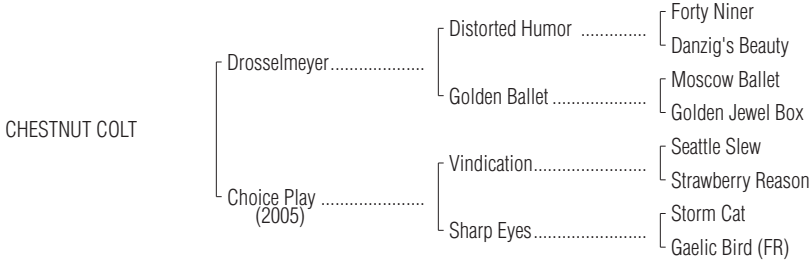 Forty Niner
Distorted Humor ..............
Danzig's Beauty
Drosselmeyer....................
Moscow Ballet
Golden Ballet ....................
Golden Jewel Box
CHESTNUT COLT
Seattle Slew
Vindication........................
Strawberry Reason
Choice Play ......................
(2005)
Storm Cat
Sharp Eyes........................
Gaelic Bird (FR)